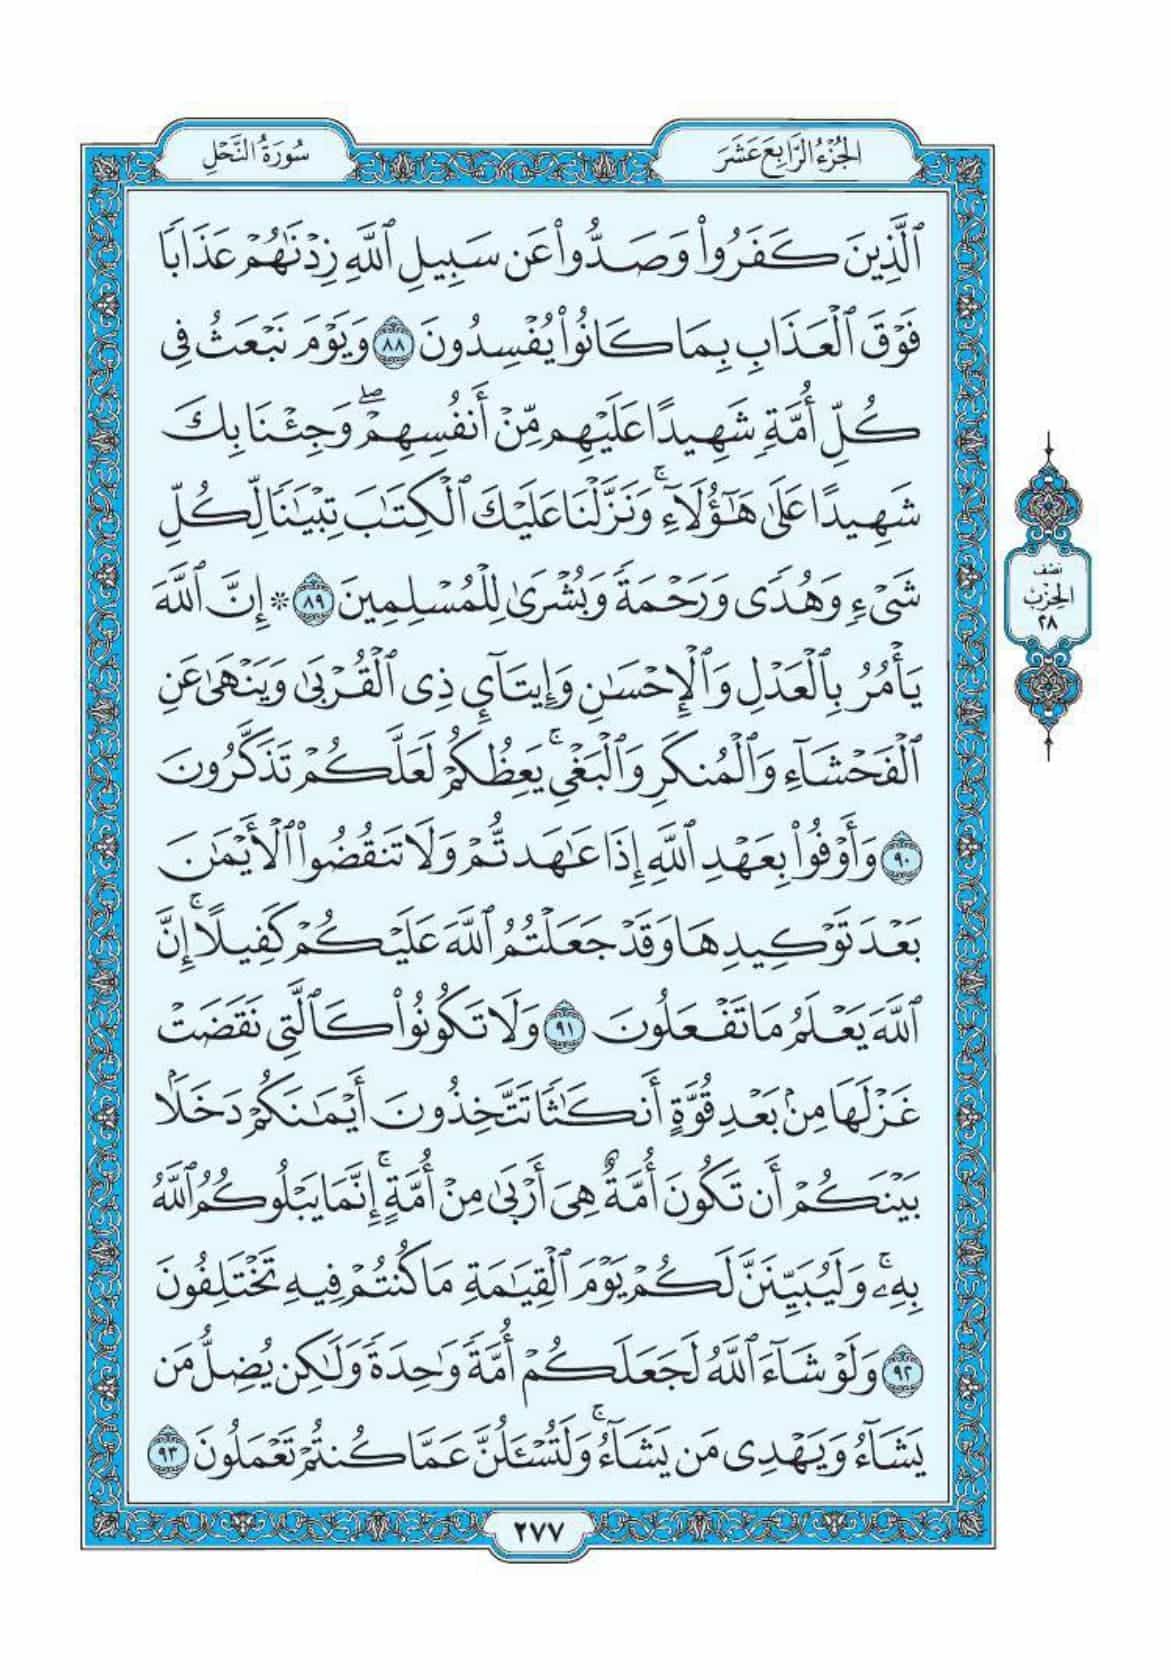 الجُزْءُ الرَّابِعَ عَشَرَ
سُورَةُ النَّحْلِ
ٱلَّذِينَ كَفَرُواْ وَصَدُّواْ عَن سَبِيلِ ٱللَّهِ زِدْنَٰهُمْ عَذَابًا
فَوْقَ ٱلْعَذَابِ بِمَا كَانُواْ يُفْسِدُونَ ٨٨ وَيَوْمَ نَبْعَثُ فِى
كُلِّ أُمَّةٍ شَهِيدًا عَلَيْهِم مِّنْ أَنفُسِهِمْۖ وَجِئْنَا بِكَ
شَهِيدًا عَلَىٰ هَٰٓؤُلَآءِۚ وَنَزَّلْنَا عَلَيْكَ ٱلْكِتَٰبَ تِبْيَٰنًا لِّكُلِّ
شَىْءٍ وَهُدًى وَرَحْمَةً وَبُشْرَىٰ لِلْمُسْلِمِينَ ٨٩ ۞ إِنَّ ٱللَّهَ
يَأْمُرُ بِٱلْعَدْلِ وَٱلْإِحْسَٰنِ وَإِيتَآئِ ذِى ٱلْقُرْبَىٰ وَيَنْهَىٰ عَنِ
ٱلْفَحْشَآءِ وَٱلْمُنكَرِ وَٱلْبَغْىِۚ يَعِظُكُمْ لَعَلَّكُمْ تَذَكَّرُونَ
٩٠ وَأَوْفُواْ بِعَهْدِ ٱللَّهِ إِذَا عَٰهَدتُّمْ وَلَا تَنقُضُواْ ٱلْأَيْمَٰنَ
بَعْدَ تَوْكِيدِهَا وَقَدْ جَعَلْتُمُ ٱللَّهَ عَلَيْكُمْ كَفِيلًاۚ إِنَّ
ٱللَّهَ يَعْلَمُ مَا تَفْعَلُونَ ٩١ وَلَا تَكُونُواْ كَٱلَّتِى نَقَضَتْ
غَزْلَهَا مِنۢ بَعْدِ قُوَّةٍ أَنكَٰثًا تَتَّخِذُونَ أَيْمَٰنَكُمْ دَخَلًۢا
بَيْنَكُمْ أَن تَكُونَ أُمَّةٌ هِىَ أَرْبَىٰ مِنْ أُمَّةٍۚ إِنَّمَا يَبْلُوكُمُ ٱللَّهُ
بِهِۦۚ وَلَيُبَيِّنَنَّ لَكُمْ يَوْمَ ٱلْقِيَٰمَةِ مَا كُنتُمْ فِيهِ تَخْتَلِفُونَ
٩٢ وَلَوْ شَآءَ ٱللَّهُ لَجَعَلَكُمْ أُمَّةً وَٰحِدَةً وَلَٰكِن يُضِلُّ مَن
يَشَآءُ وَيَهْدِى مَن يَشَآءُۚ وَلَتُسْـَٔلُنَّ عَمَّا كُنتُمْ تَعْمَلُونَ ٩٣
نصف
الحِزْب
٢٨
٢٧٧